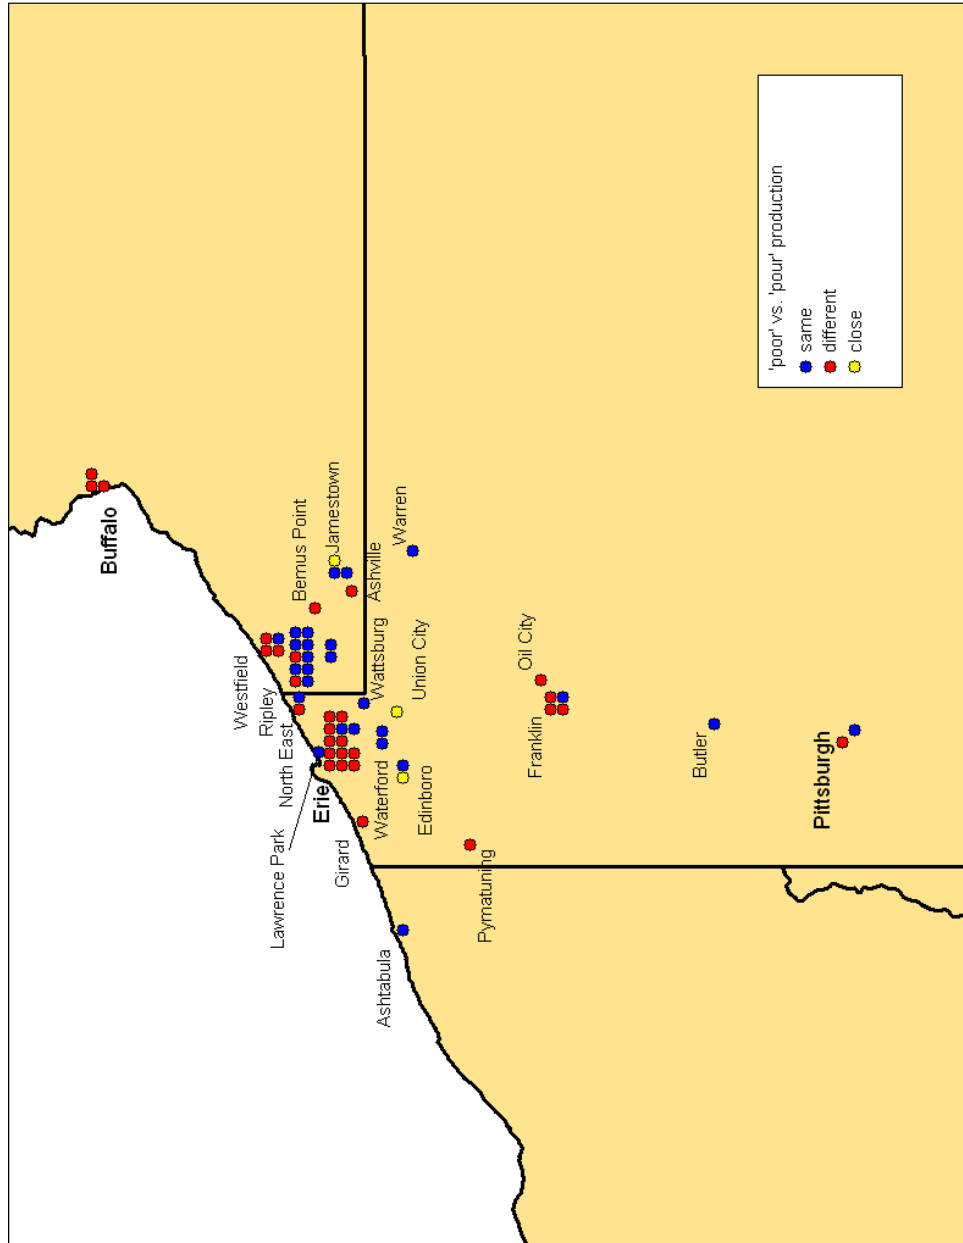 Buffalo
Westfield
Ripley
North East
Lawrence Park
Erie
Girard
Waterford
Edinboro
Wattsburg
Union City
Bemus Point
Jamestown
Ashville
Warren
Ashtabula
Pymatuning
Oil City
Franklin
Butler
Pittsburgh
'poor' vs. 'pour' production
same
different
close